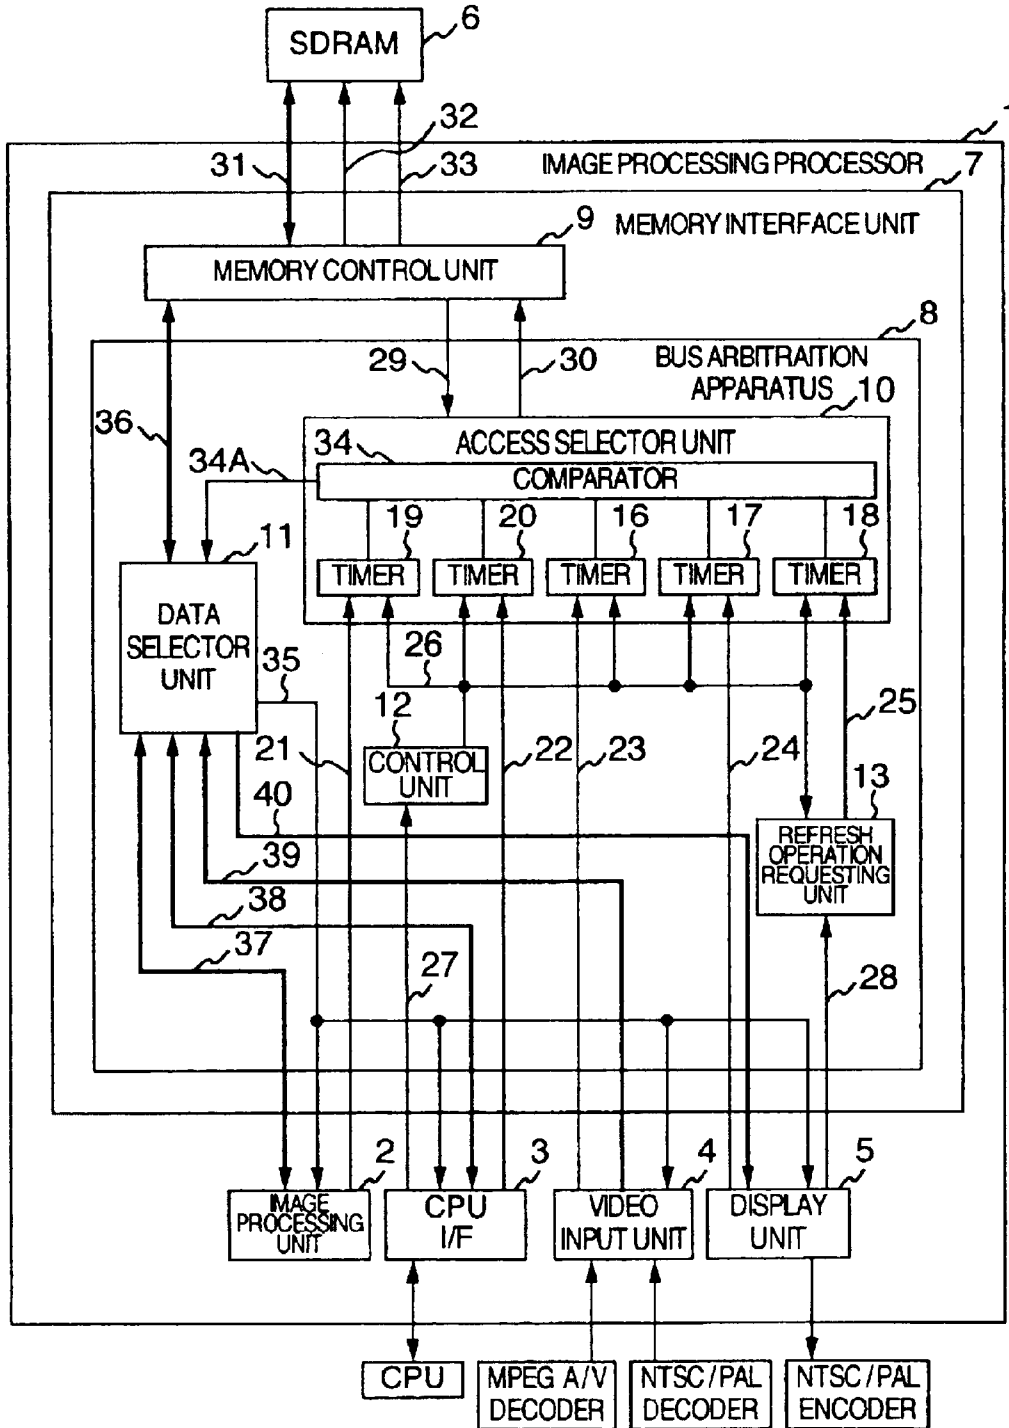 SDRAM
6
32
31
33
1
IMAGE PROCESSING PROCESSOR
7
MEMORY INTERFACE UNIT
9
MEMORY CONTROL UNIT
8
BUS ARBITRAITION
APPARATUS
10
29
30
36
34
ACCESS SELECTOR UNIT
34A
COMPARATOR
19
20
16
17
18
11
TIMER
TIMER
TIMER
TIMER
TIMER
DATA
SELECTOR
UNIT
35
26
25
12
21
22
23
24
CONTROL
UNIT
13
40
REFRESH
OPERATION
REQUESTING
UNIT
39
38
37
27
28
2
3
4
5
IMAGE
PROCESSING
UNIT
CPU
I/F
VIDEO
INPUT UNIT
DISPLAY
UNIT
CPU
MPEG A/V
DECODER
NTSC/PAL
DECODER
NTSC/PAL
ENCODER